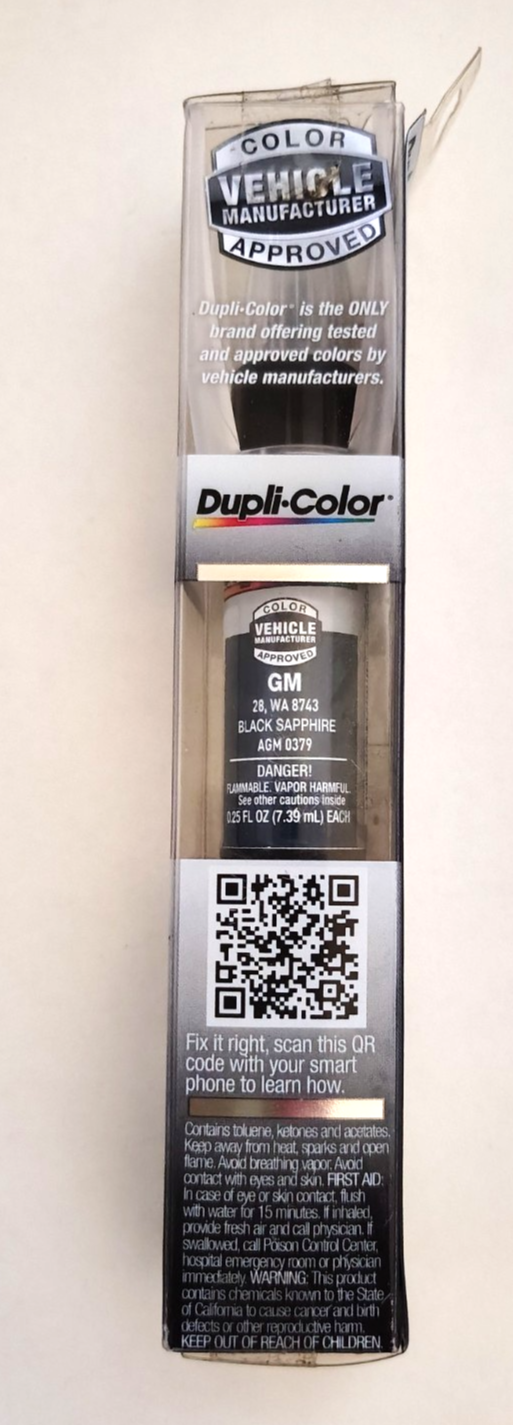 COLOR
VEHICLE
MANUFACTURER
APPROVED
Dupli•Color® is the ONLY
brand offering tested
and approved colors by
vehicle manufacturers.
Dupli•Color®
COLOR
VEHICLE
MANUFACTURER
APPROVED
GM
28, WA 8743
BLACK SAPPHIRE
AGM 0379
DANGER!
FLAMMABLE. VAPOR HARMFUL.
See other cautions inside
0.25 FL OZ (7.39 mL) EACH
Fix it right, scan this QR
code with your smart
phone to learn how.
Contains toluene, ketones and acetates.
Keep away from heat, sparks and open
flame. Avoid breathing vapor. Avoid
contact with eyes and skin. FIRST AID:
In case of eye or skin contact, flush
with water for 15 minutes. If inhaled,
provide fresh air and call physician. If
swallowed, call Poison Control Center,
hospital emergency room or physician
immediately. WARNING: This product
contains chemicals known to the State
of California to cause cancer and birth
defects or other reproductive harm.
KEEP OUT OF REACH OF CHILDREN.